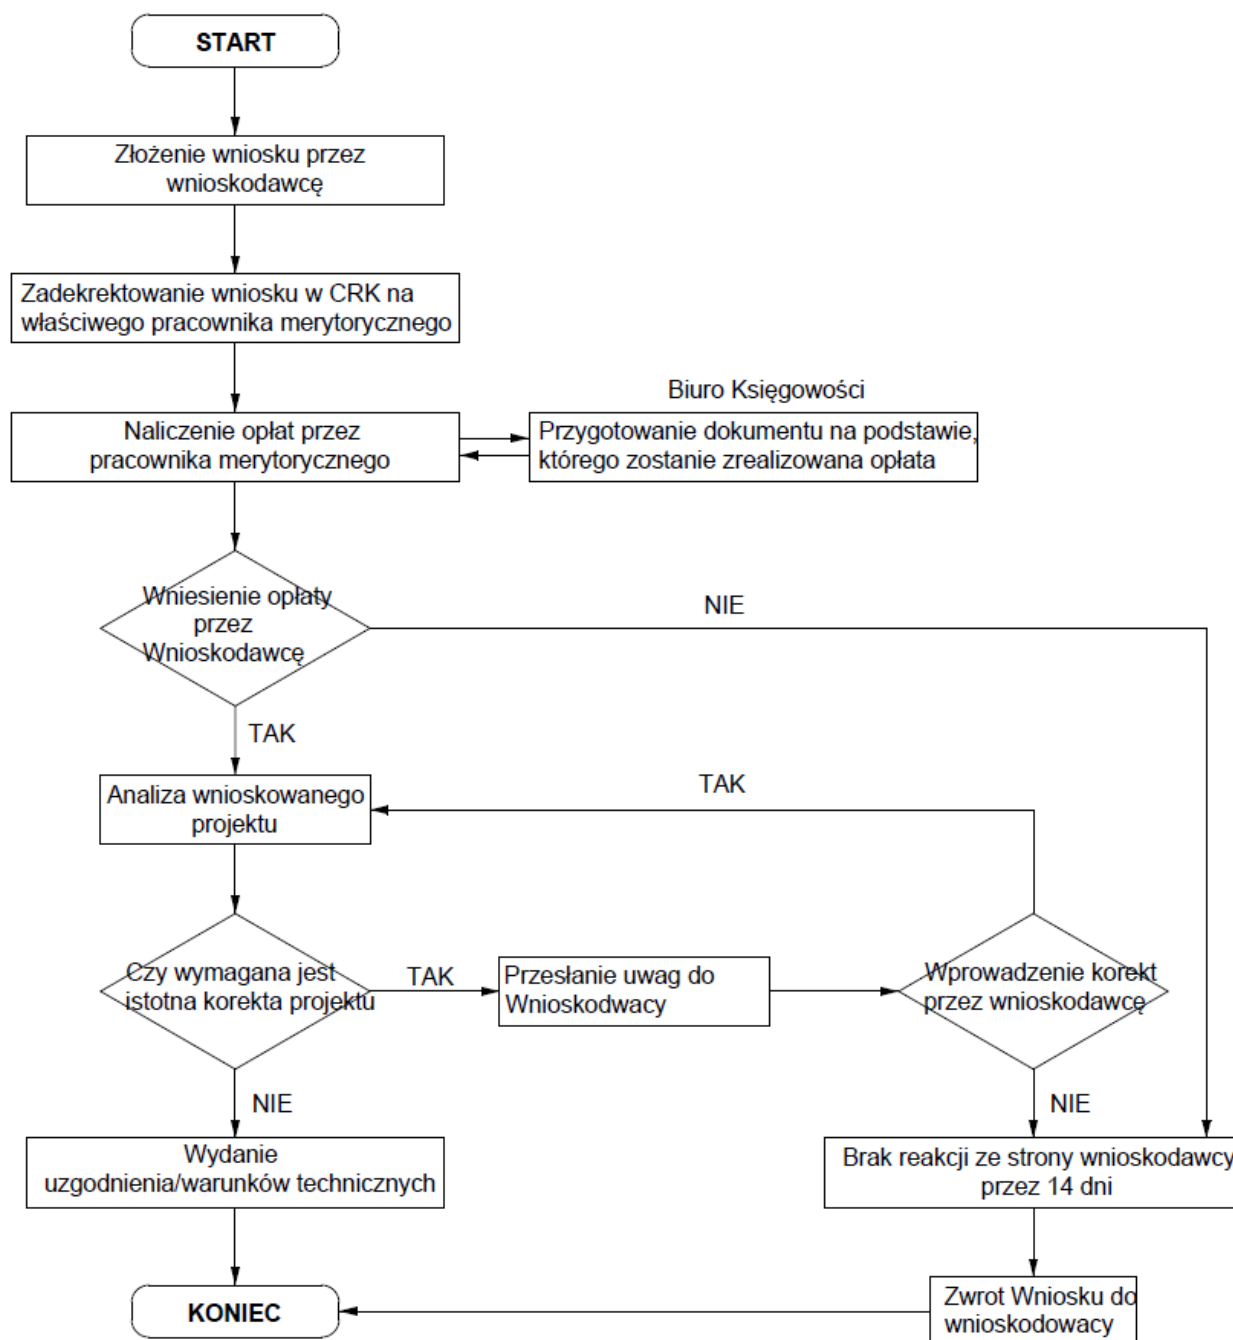 START
Złożenie wniosku przez
wnioskodawcę
Zadekrektowanie wniosku w CRK na
właściwego pracownika merytorycznego
Biuro Księgowości
Naliczenie opłat przez
pracownika merytorycznego
Przygotowanie dokumentu na podstawie,
którego zostanie zrealizowana opłata
Wniesienie opłaty
przez
Wnioskodawcę
NIE
TAK
Analiza wnioskowanego
projektu
TAK
Czy wymagana jest
istotna korekta projektu
TAK
Przesłanie uwag do
Wnioskodwacy
Wprowadzenie korekt
przez wnioskodawcę
NIE
NIE
Wydanie
uzgodnienia/warunków technicznych
Brak reakcji ze strony wnioskodawcy
przez 14 dni
KONIEC
Zwrot Wniosku do
wnioskodowacy